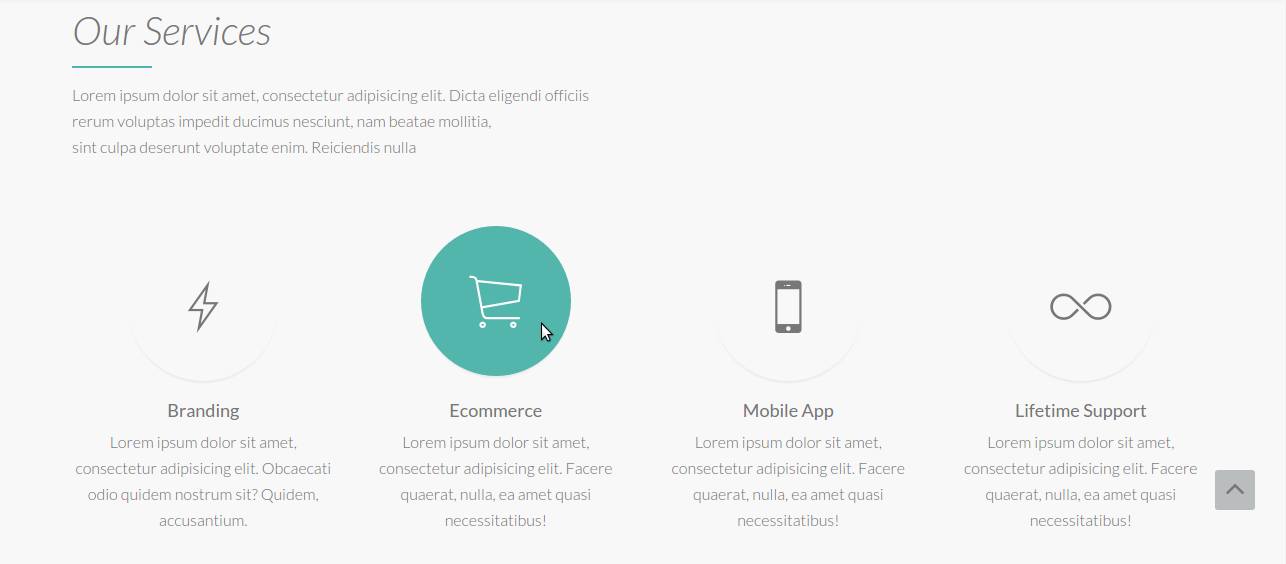 Our Services
Lorem ipsum dolor sit amet, consectetur adipisicing elit. Dicta eligendi officiis
rerum voluptas impedit ducimus nesciunt, nam beatae mollitia,
sint culpa deserunt voluptate enim. Reiciendis nulla
Branding
Lorem ipsum dolor sit amet,
consectetur adipisicing elit. Obcaecati
odio quidem nostrum sit? Quidem,
accusantium.
Ecommerce
Lorem ipsum dolor sit amet,
consectetur adipisicing elit. Facere
quaerat, nulla, ea amet quasi
necessitatibus!
Mobile App
Lorem ipsum dolor sit amet,
consectetur adipisicing elit. Facere
quaerat, nulla, ea amet quasi
necessitatibus!
Lifetime Support
Lorem ipsum dolor sit amet,
consectetur adipisicing elit. Facere
quaerat, nulla, ea amet quasi
necessitatibus!